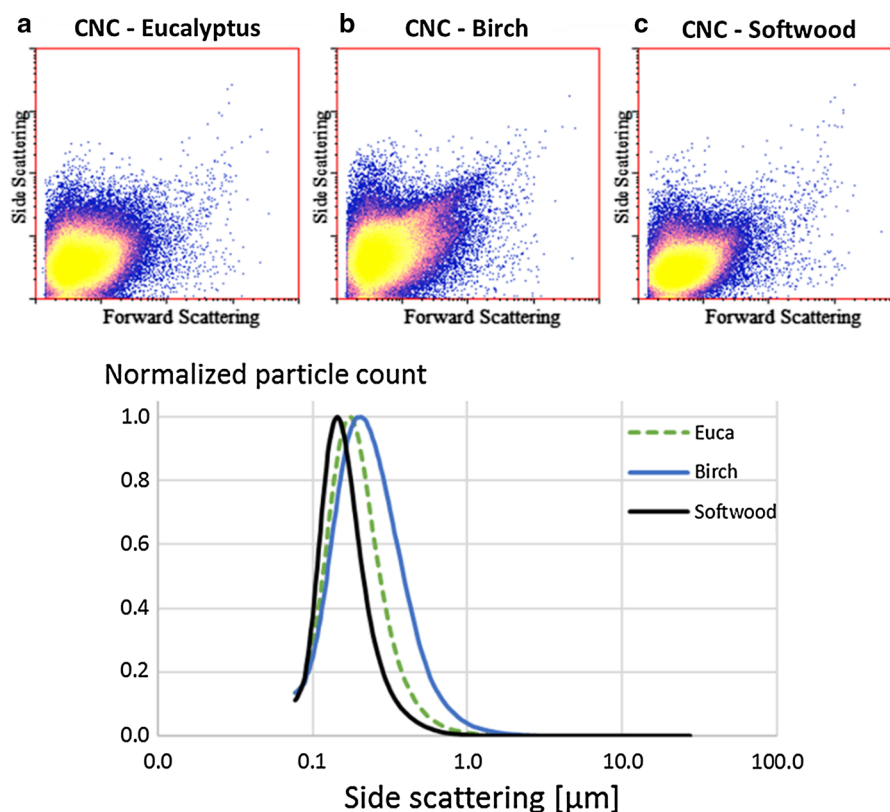 a CNC - Eucalyptus
b CNC - Birch
c CNC - Softwood
Side Scattering
Side Scattering
Side Scattering
Forward Scattering
Forward Scattering
Forward Scattering
Normalized particle count
1.0
Euca
0.8
Birch
Softwood
0.6
0.4
0.2
0.0
0.0 0.1 1.0 10.0 100.0
Side scattering [µm]